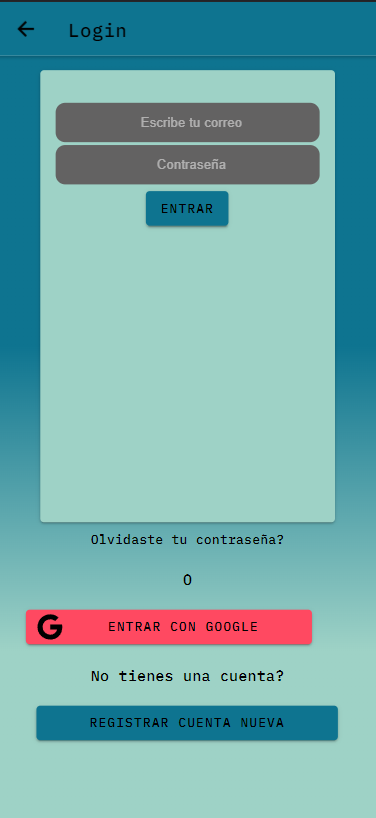 Login
Escribe tu correo
Contraseña
ENTRAR
Olvidaste tu contraseña?
O
ENTRAR CON GOOGLE
No tienes una cuenta?
REGISTRAR CUENTA NUEVA